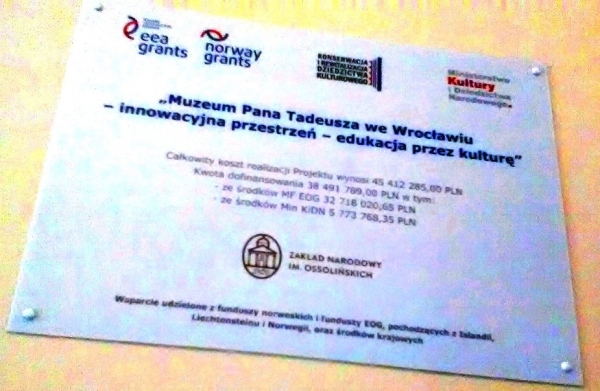 eea grants
norway grants
KONSERWACJA I REWITALIZACJA DZIEDZICTWA KULTUROWEGO
Ministerstwo Kultury i Dziedzictwa Narodowego.
„Muzeum Pana Tadeusza we Wrocławiu
– innowacyjna przestrzeń – edukacja przez kulturę”
Całkowity koszt realizacji Projektu wynosi 45 412 285,00 PLN
Kwota dofinansowania 38 491 789,00 PLN w tym:
- ze środków MF EOG 32 718 020,65 PLN
- ze środków Min KiDN 5 773 768,35 PLN
ZAKŁAD NARODOWY
IM. OSSOLIŃSKICH
Wsparcie udzielone z funduszy norweskich i funduszy EOG, pochodzących z Islandii,
Liechtensteinu i Norwegii, oraz środków krajowych